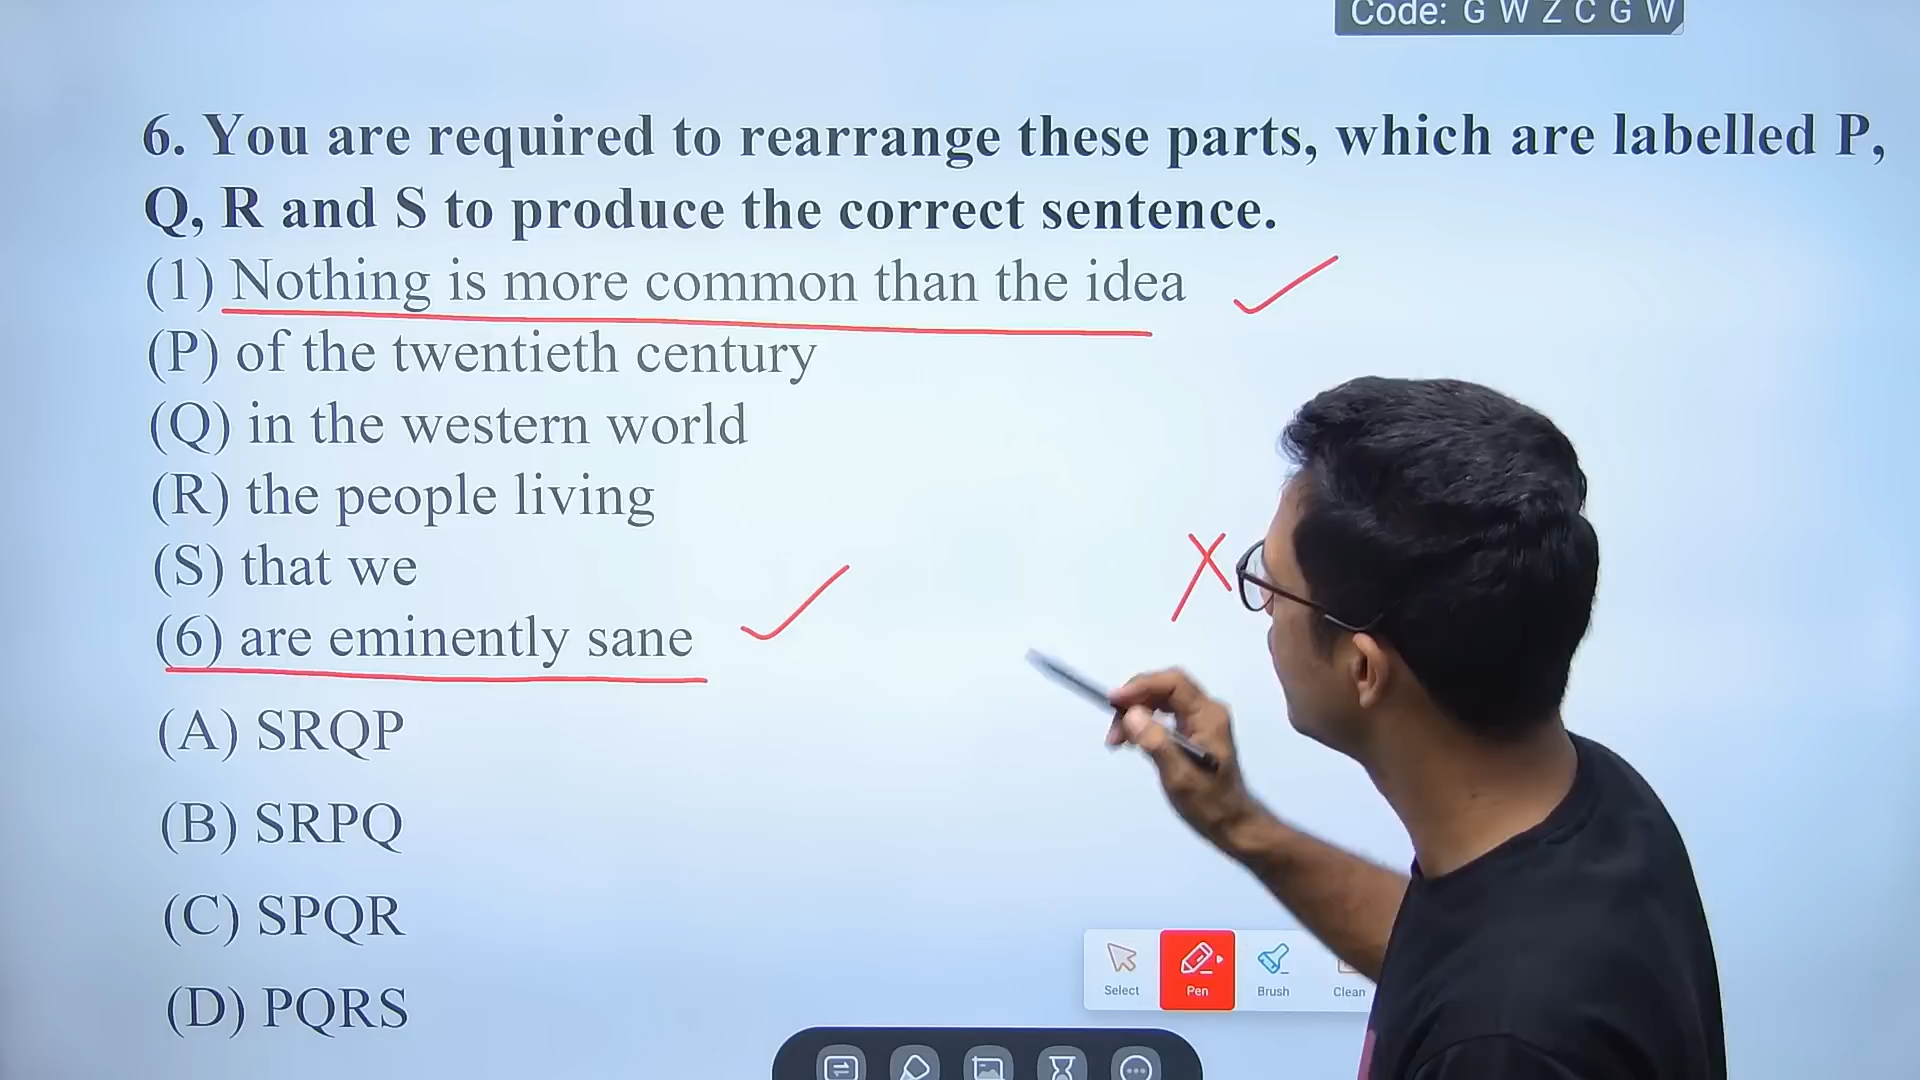 Code: G W Z C G W
6. You are required to rearrange these parts, which are labelled P,
Q, R and S to produce the correct sentence.
(1) Nothing is more common than the idea
(P) of the twentieth century
(Q) in the western world
(R) the people living
(S) that we
(6) are eminently sane
(A) SRQP
(B) SRPQ
(C) SPQR
(D) PQRS
Select Pen Brush Clean